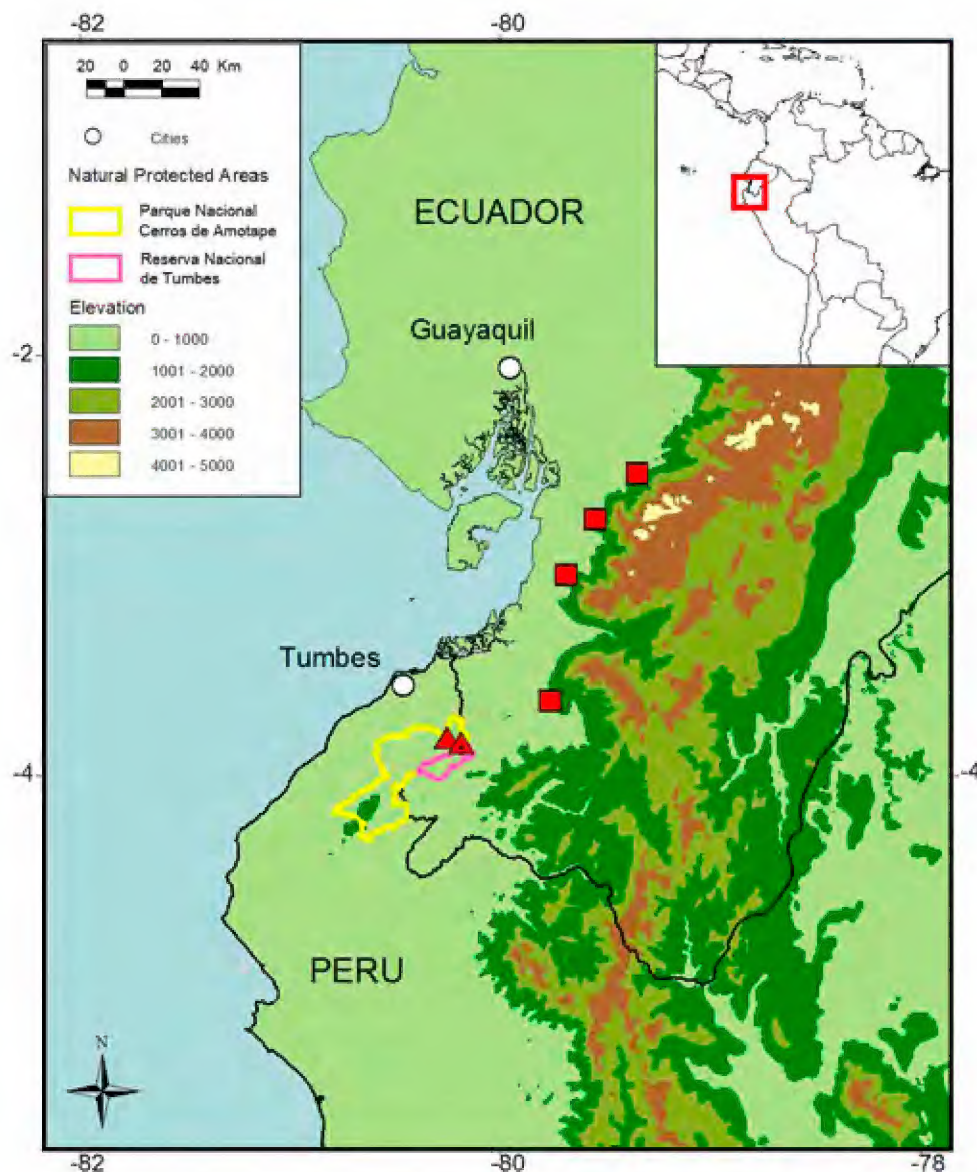 -82
-80
20 0 20 40 Km
Cities
Natural Protected Areas
Parque Nacional
Cerros de Amotape
Reserva Nacional
de Tumbes
Elevation
0 - 1000
1001 - 2000
2001 - 3000
3001 - 4000
4001 - 5000
ECUADOR
Guayaquil
-2
Tumbes
-4
-4
PERU
N
-82
-80
-78